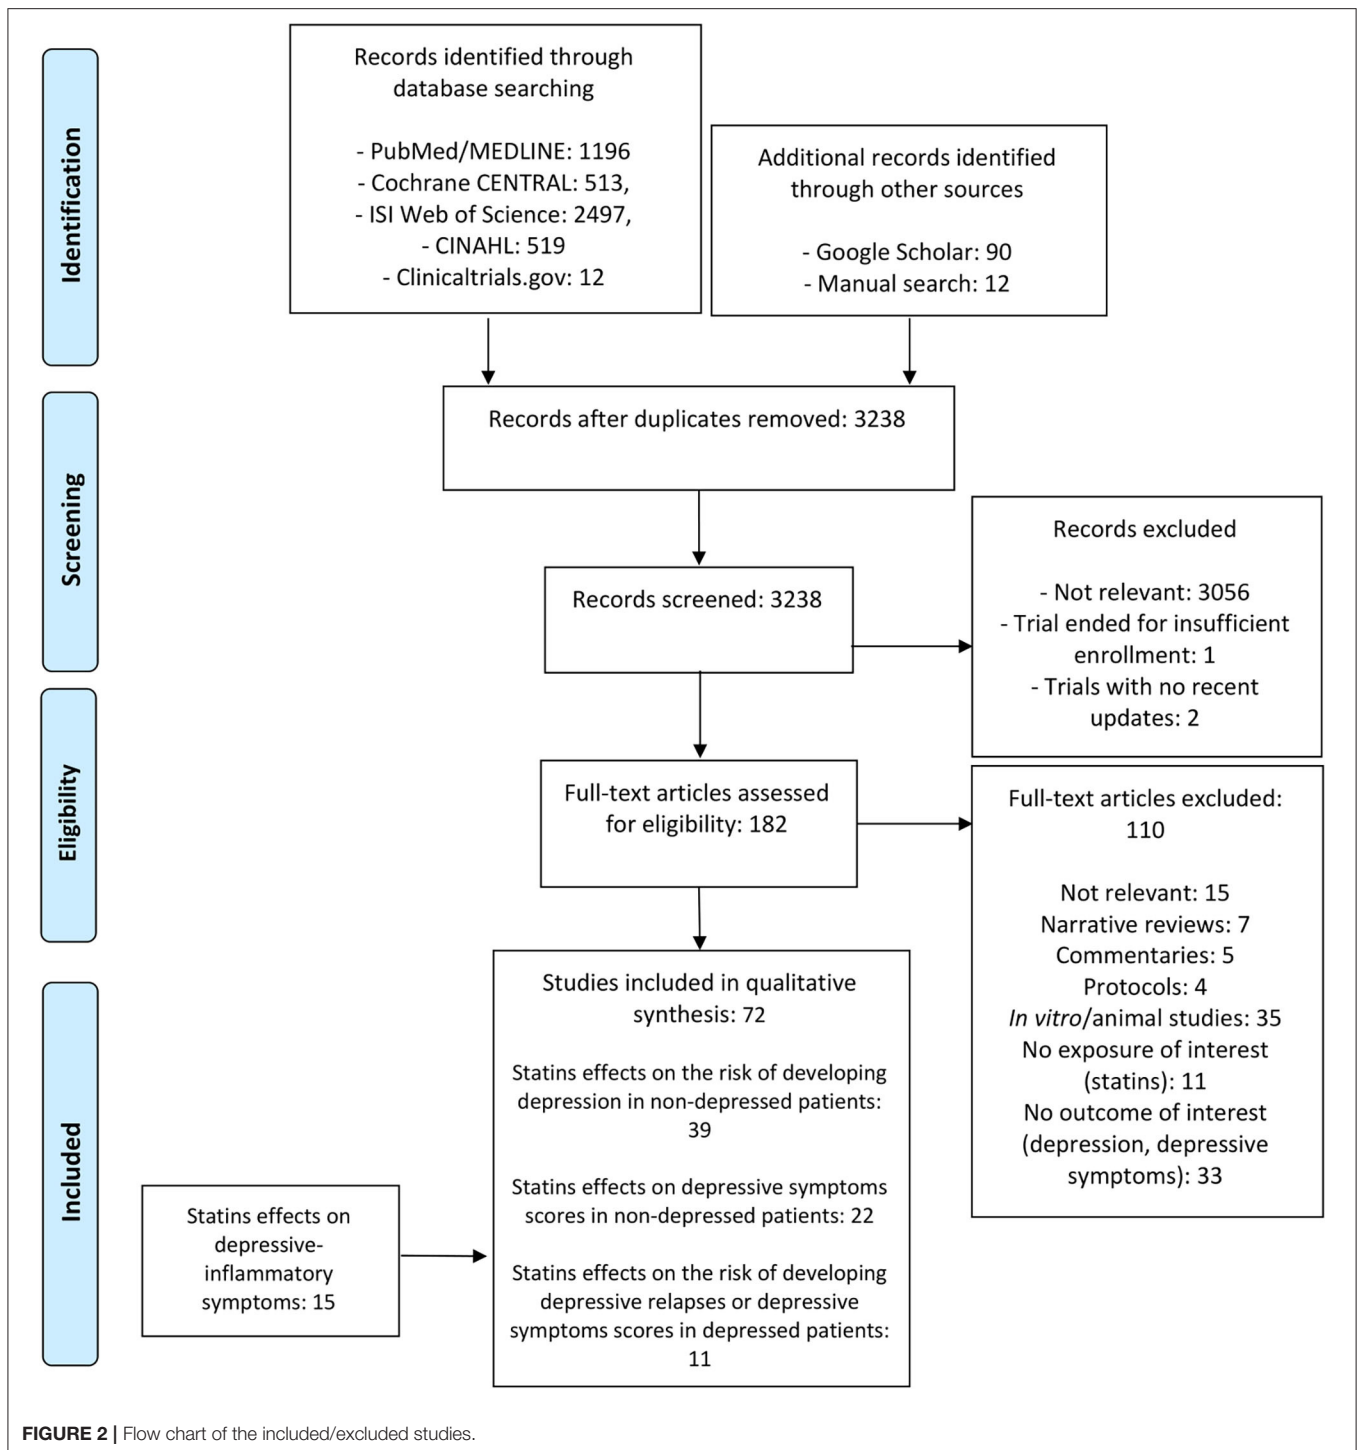 Identification
Records identified through
database searching
- PubMed/MEDLINE: 1196
- Cochrane CENTRAL: 513,
- ISI Web of Science: 2497,
- CINAHL: 519
- Clinicaltrials.gov: 12
Additional records identified
through other sources
- Google Scholar: 90
- Manual search: 12
Screening
Records after duplicates removed: 3238
Records screened: 3238
Records excluded
- Not relevant: 3056
- Trial ended for insufficient
enrollment: 1
- Trials with no recent
updates: 2
Eligibility
Full-text articles assessed
for eligibility: 182
Full-text articles excluded:
110
Not relevant: 15
Narrative reviews: 7
Commentaries: 5
Protocols: 4
In vitro/animal studies: 35
No exposure of interest
(statins): 11
No outcome of interest
(depression, depressive
symptoms): 33
Included
Studies included in qualitative
synthesis: 72
Statins effects on the risk of developing
depression in non-depressed patients:
39
Statins effects on depressive symptoms
scores in non-depressed patients: 22
Statins effects on the risk of developing
depressive relapses or depressive
symptoms scores in depressed patients:
11
Statins effects on
depressive-
inflammatory
symptoms: 15
FIGURE 2 | Flow chart of the included/excluded studies.